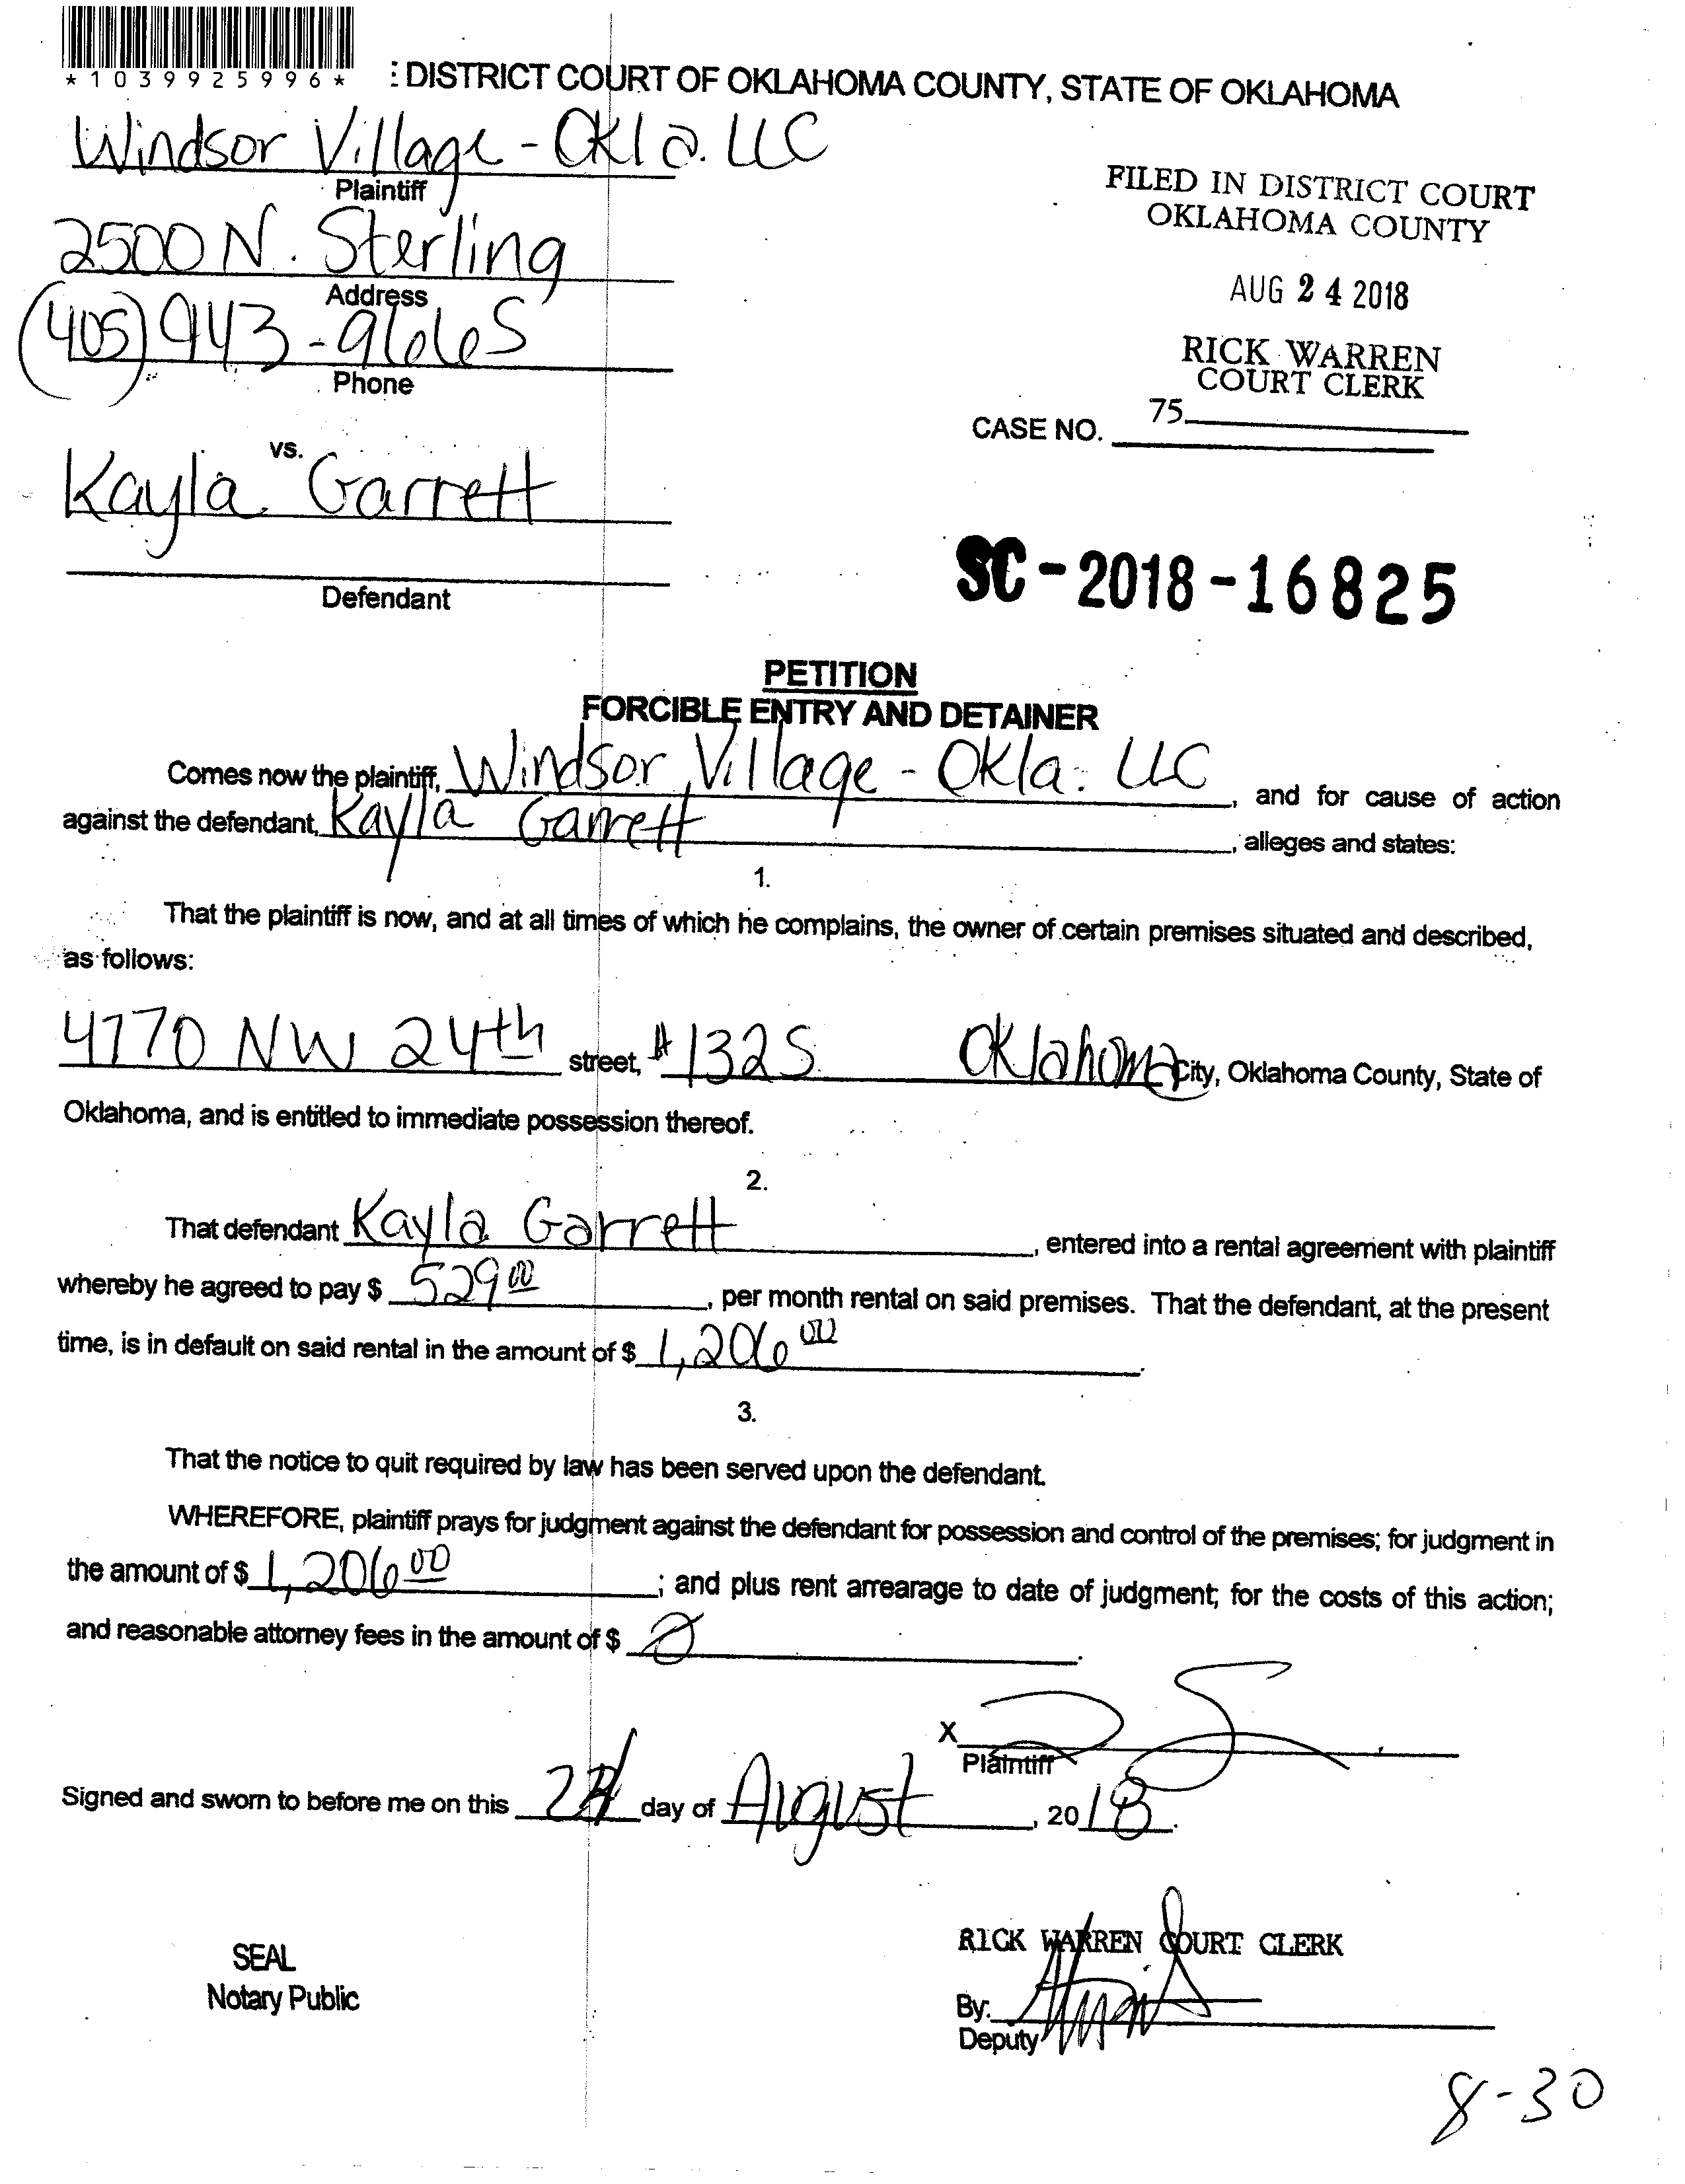 *1039925996*
: DISTRICT COURT OF OKLAHOMA COUNTY, STATE OF OKLAHOMA
Windsor Village - Okla. LLC
Plaintiff
2500 N. Sterling
Address
(405) 943-9665
Phone
FILED IN DISTRICT COURT
OKLAHOMA COUNTY
AUG 24 2018
RICK WARREN
COURT CLERK
75
CASE NO.
vs.
Kayla Garrett
Defendant
SC-2018-16825
PETITION
FORCIBLE ENTRY AND DETAINER
Comes now the plaintiff, Windsor Village - Okla. LLC, and for cause of action
against the defendant, Kayla Garrett, alleges and states:
1.
That the plaintiff is now, and at all times of which he complains, the owner of certain premises situated and described,
as follows:
4770 NW 24th street, #132S Oklahoma City, Oklahoma County, State of
Oklahoma, and is entitled to immediate possession thereof.
2.
That defendant Kayla Garrett, entered into a rental agreement with plaintiff
whereby he agreed to pay $ 529 00, per month rental on said premises. That the defendant, at the present
time, is in default on said rental in the amount of $ 1,206 00.
3.
That the notice to quit required by law has been served upon the defendant.
WHEREFORE, plaintiff prays for judgment against the defendant for possession and control of the premises; for judgment in
the amount of $ 1,206 00; and plus rent arrearage to date of judgment; for the costs of this action;
and reasonable attorney fees in the amount of $ 0.
X
Plaintiff
Signed and sworn to before me on this 24 day of August, 2018.
RICK WARREN COURT CLERK
SEAL
Notary Public
By:
Deputy
8-30